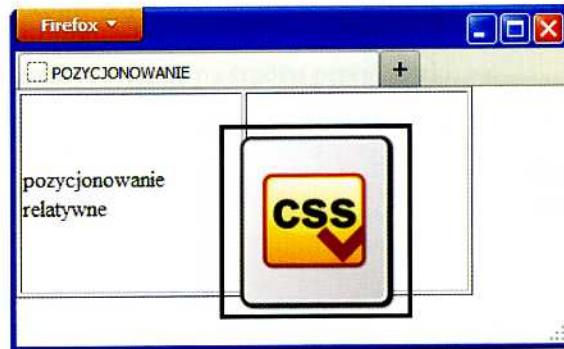 Firefox
POZYCJONOWANIE
+
pozycjonowanie
relatywne
CSS